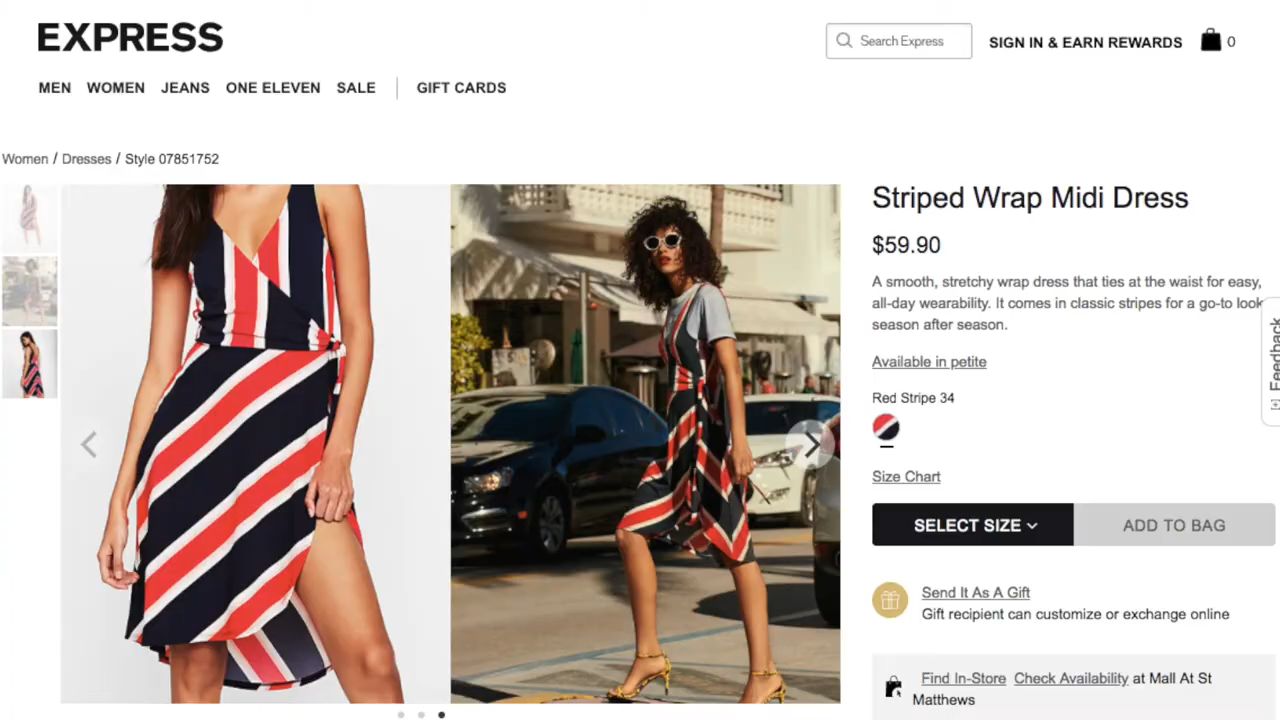 EXPRESS
Search Express
SIGN IN & EARN REWARDS
0
MEN WOMEN JEANS ONE ELEVEN SALE GIFT CARDS
Women / Dresses / Style 07851752
Striped Wrap Midi Dress
$59.90
A smooth, stretchy wrap dress that ties at the waist for easy,
all-day wearability. It comes in classic stripes for a go-to look
season after season.
Available in petite
Red Stripe 34
Size Chart
SELECT SIZE
ADD TO BAG
[+] Feedback
Send It As A Gift
Gift recipient can customize or exchange online
Find In-Store Check Availability at Mall At St
Matthews